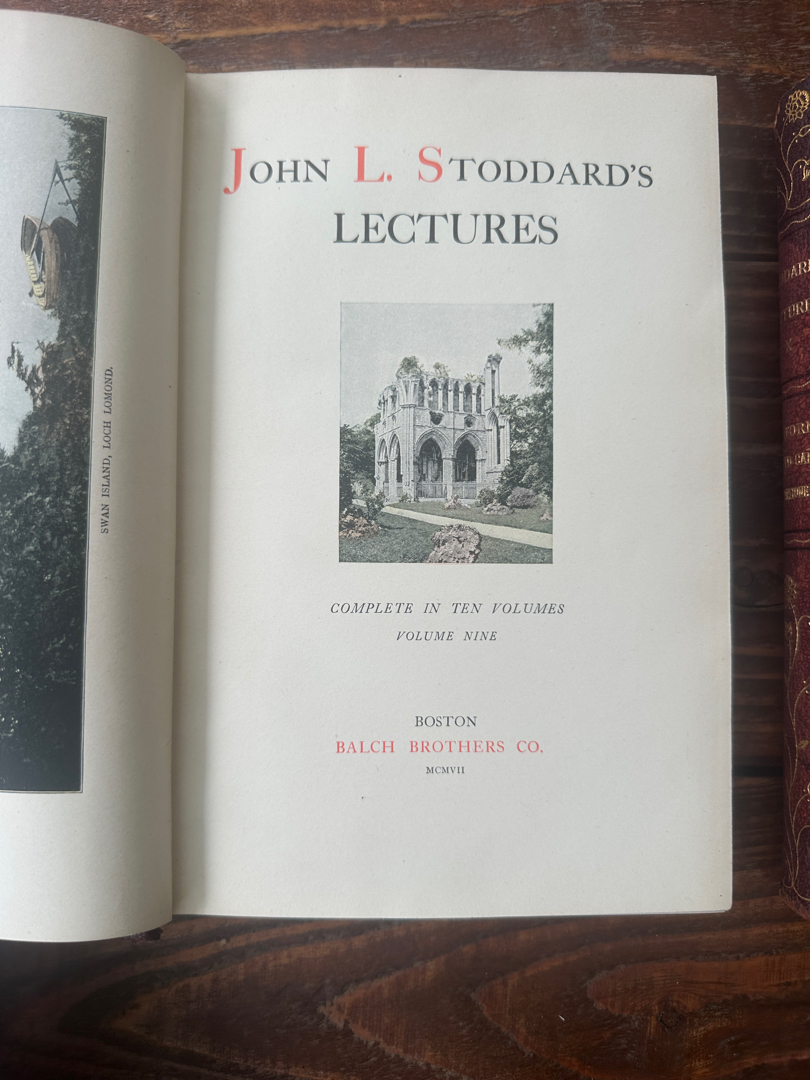 SWAN ISLAND, LOCH LOMOND.
JOHN L. STODDARD'S
LECTURES
COMPLETE IN TEN VOLUMES
VOLUME NINE
BOSTON
BALCH BROTHERS CO.
MCMVII